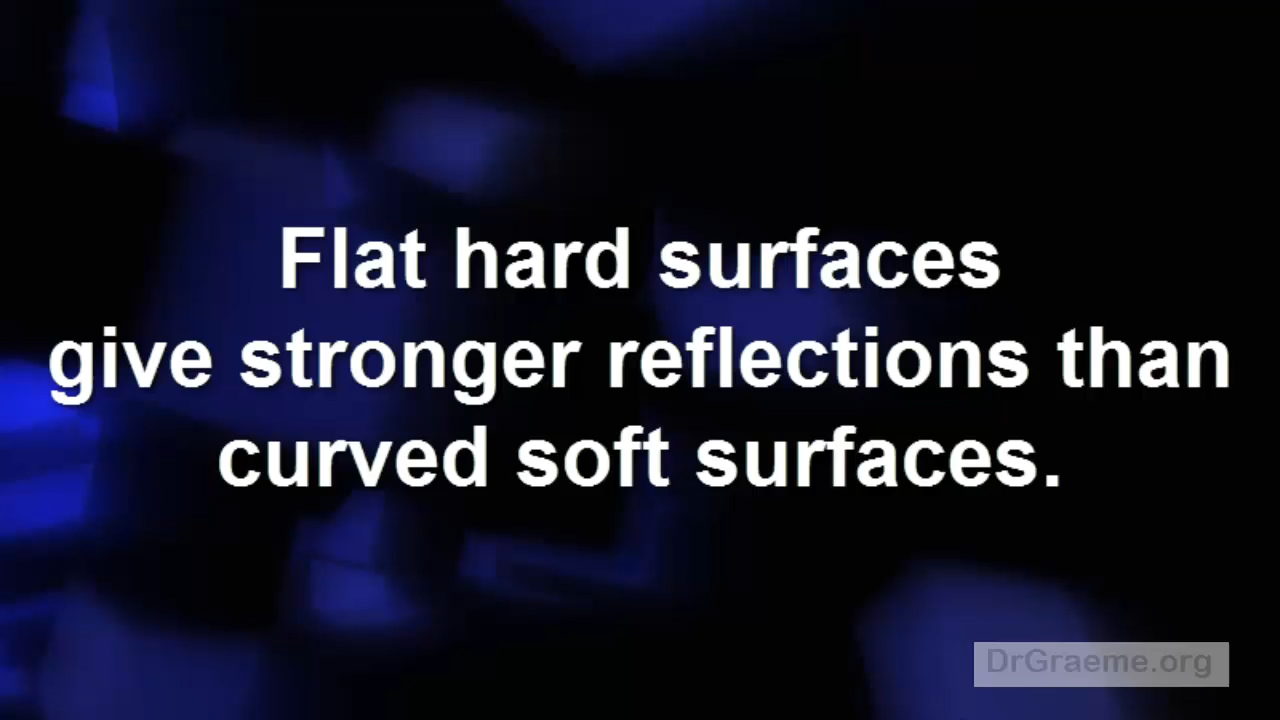 Flat hard surfaces
give stronger reflections than
curved soft surfaces.
DrGraeme.org